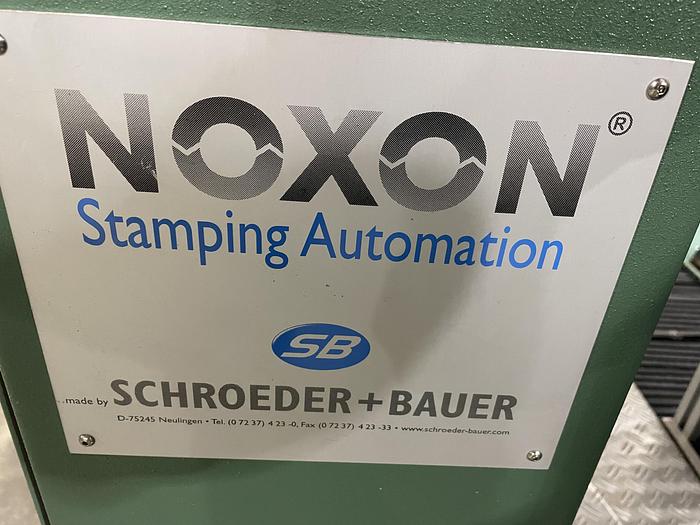 NOXON®
Stamping Automation
SB
...made by SCHROEDER+BAUER
D-75245 Neulingen • Tel. (0 72 37) 4 23 -0, Fax (0 72 37) 4 23 -33 • www.schroeder-bauer.com